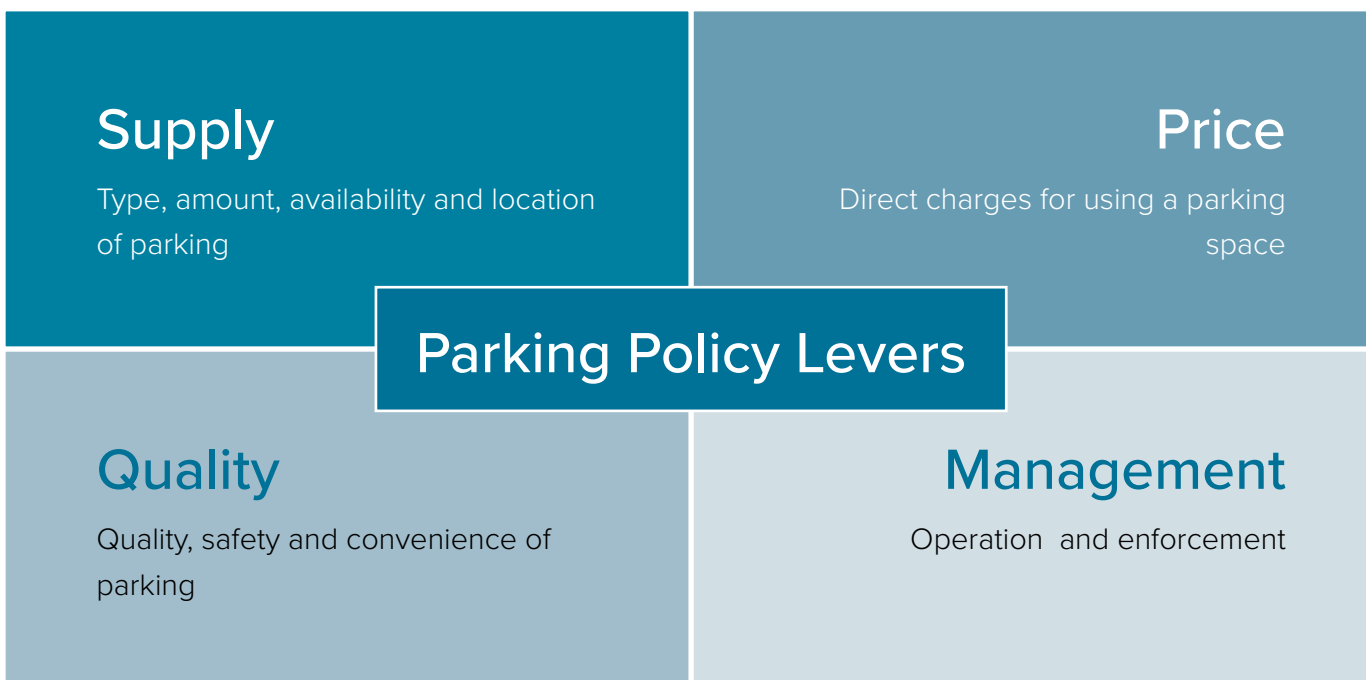 Supply
Type, amount, availability and location
of parking
Price
Direct charges for using a parking
space
Parking Policy Levers
Quality
Quality, safety and convenience of
parking
Management
Operation  and enforcement